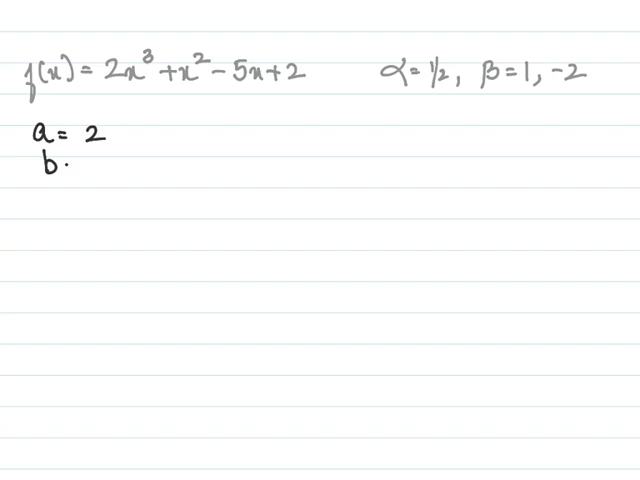 f(x) = 2x³ + x² - 5x + 2 α = 1/2, β = 1, -2
a = 2
b ·